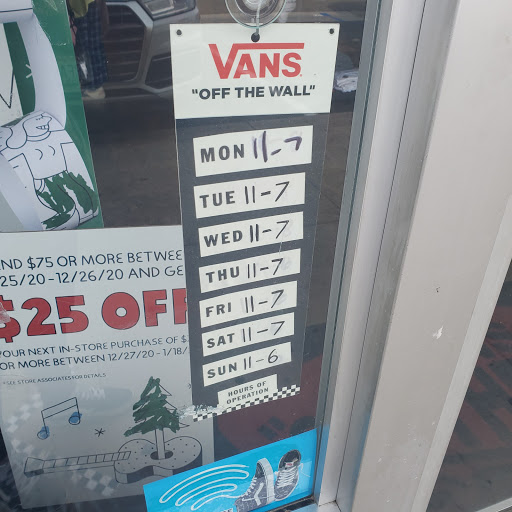 VANS
"OFF THE WALL"
MON 11-7
TUE 11-7
WED 11-7
THU 11-7
FRI 11-7
SAT 11-7
SUN 11-6
HOURS OF
OPERATION
ND $75 OR MORE BETWEE
25/20-12/26/20 AND GE
$25 OFF
YOUR NEXT IN-STORE PURCHASE OF $
OR MORE BETWEEN 12/27/20-1/18/
*SEE STORE ASSOCIATES FOR DETAILS